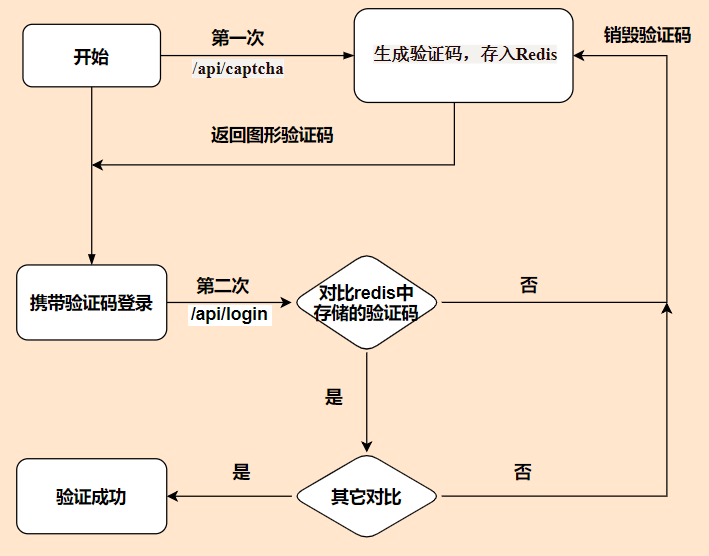 开始
第一次
/api/captcha
生成验证码，存入Redis
销毁验证码
返回图形验证码
携带验证码登录
第二次
/api/login
对比redis中
存储的验证码
否
是
验证成功
是
其它对比
否